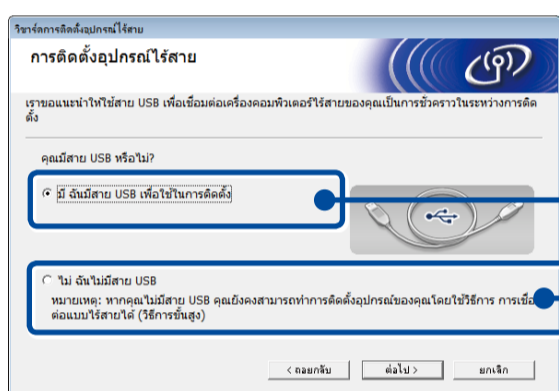 วิซาร์ดการติดตั้งอุปกรณ์ไร้สาย
การติดตั้งอุปกรณ์ไร้สาย
เราขอแนะนำให้ใช้สาย USB เพื่อเชื่อมต่อเครื่องคอมพิวเตอร์ไร้สายของคุณเป็นการชั่วคราวในระหว่างการติด
ตั้ง
คุณมีสาย USB หรือไม่?
มี ฉันมีสาย USB เพื่อใช้ในการติดตั้ง
ไม่ ฉันไม่มีสาย USB
หมายเหตุ: หากคุณไม่มีสาย USB คุณยังคงสามารถทำการติดตั้งอุปกรณ์ของคุณโดยใช้วิธีการ การเชื่อ
ต่อแบบไร้สายได้ (วิธีการขั้นสูง)
< ถอยกลับ ต่อไป > ยกเลิก